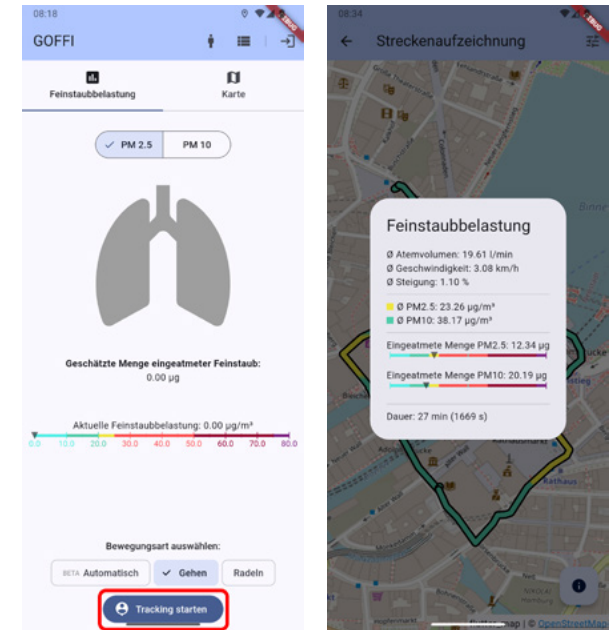 08:18
GOFFI
Feinstaubbelastung
Karte
PM 2.5
PM 10
Geschätzte Menge eingeatmeter Feinstaub:
0.00 µg
Aktuelle Feinstaubbelastung: 0.00 µg/m³
0.0 10.0 20.0 30.0 40.0 50.0 60.0 70.0 80.0
Bewegungsart auswählen:
BETA Automatisch
Gehen
Radeln
Tracking starten
08:34
Streckenaufzeichnung
Feinstaubbelastung
Ø Atemvolumen: 19.61 l/min
Ø Geschwindigkeit: 3.08 km/h
Ø Steigung: 1.10 %
Ø PM2.5: 23.26 µg/m³
Ø PM10: 38.17 µg/m³
Eingeatmete Menge PM2.5: 12.34 µg
Eingeatmete Menge PM10: 20.19 µg
Dauer: 27 min (1669 s)
Rathausmarkt
Rathaus
Alter Wall
flutter_map | © OpenStreetMap